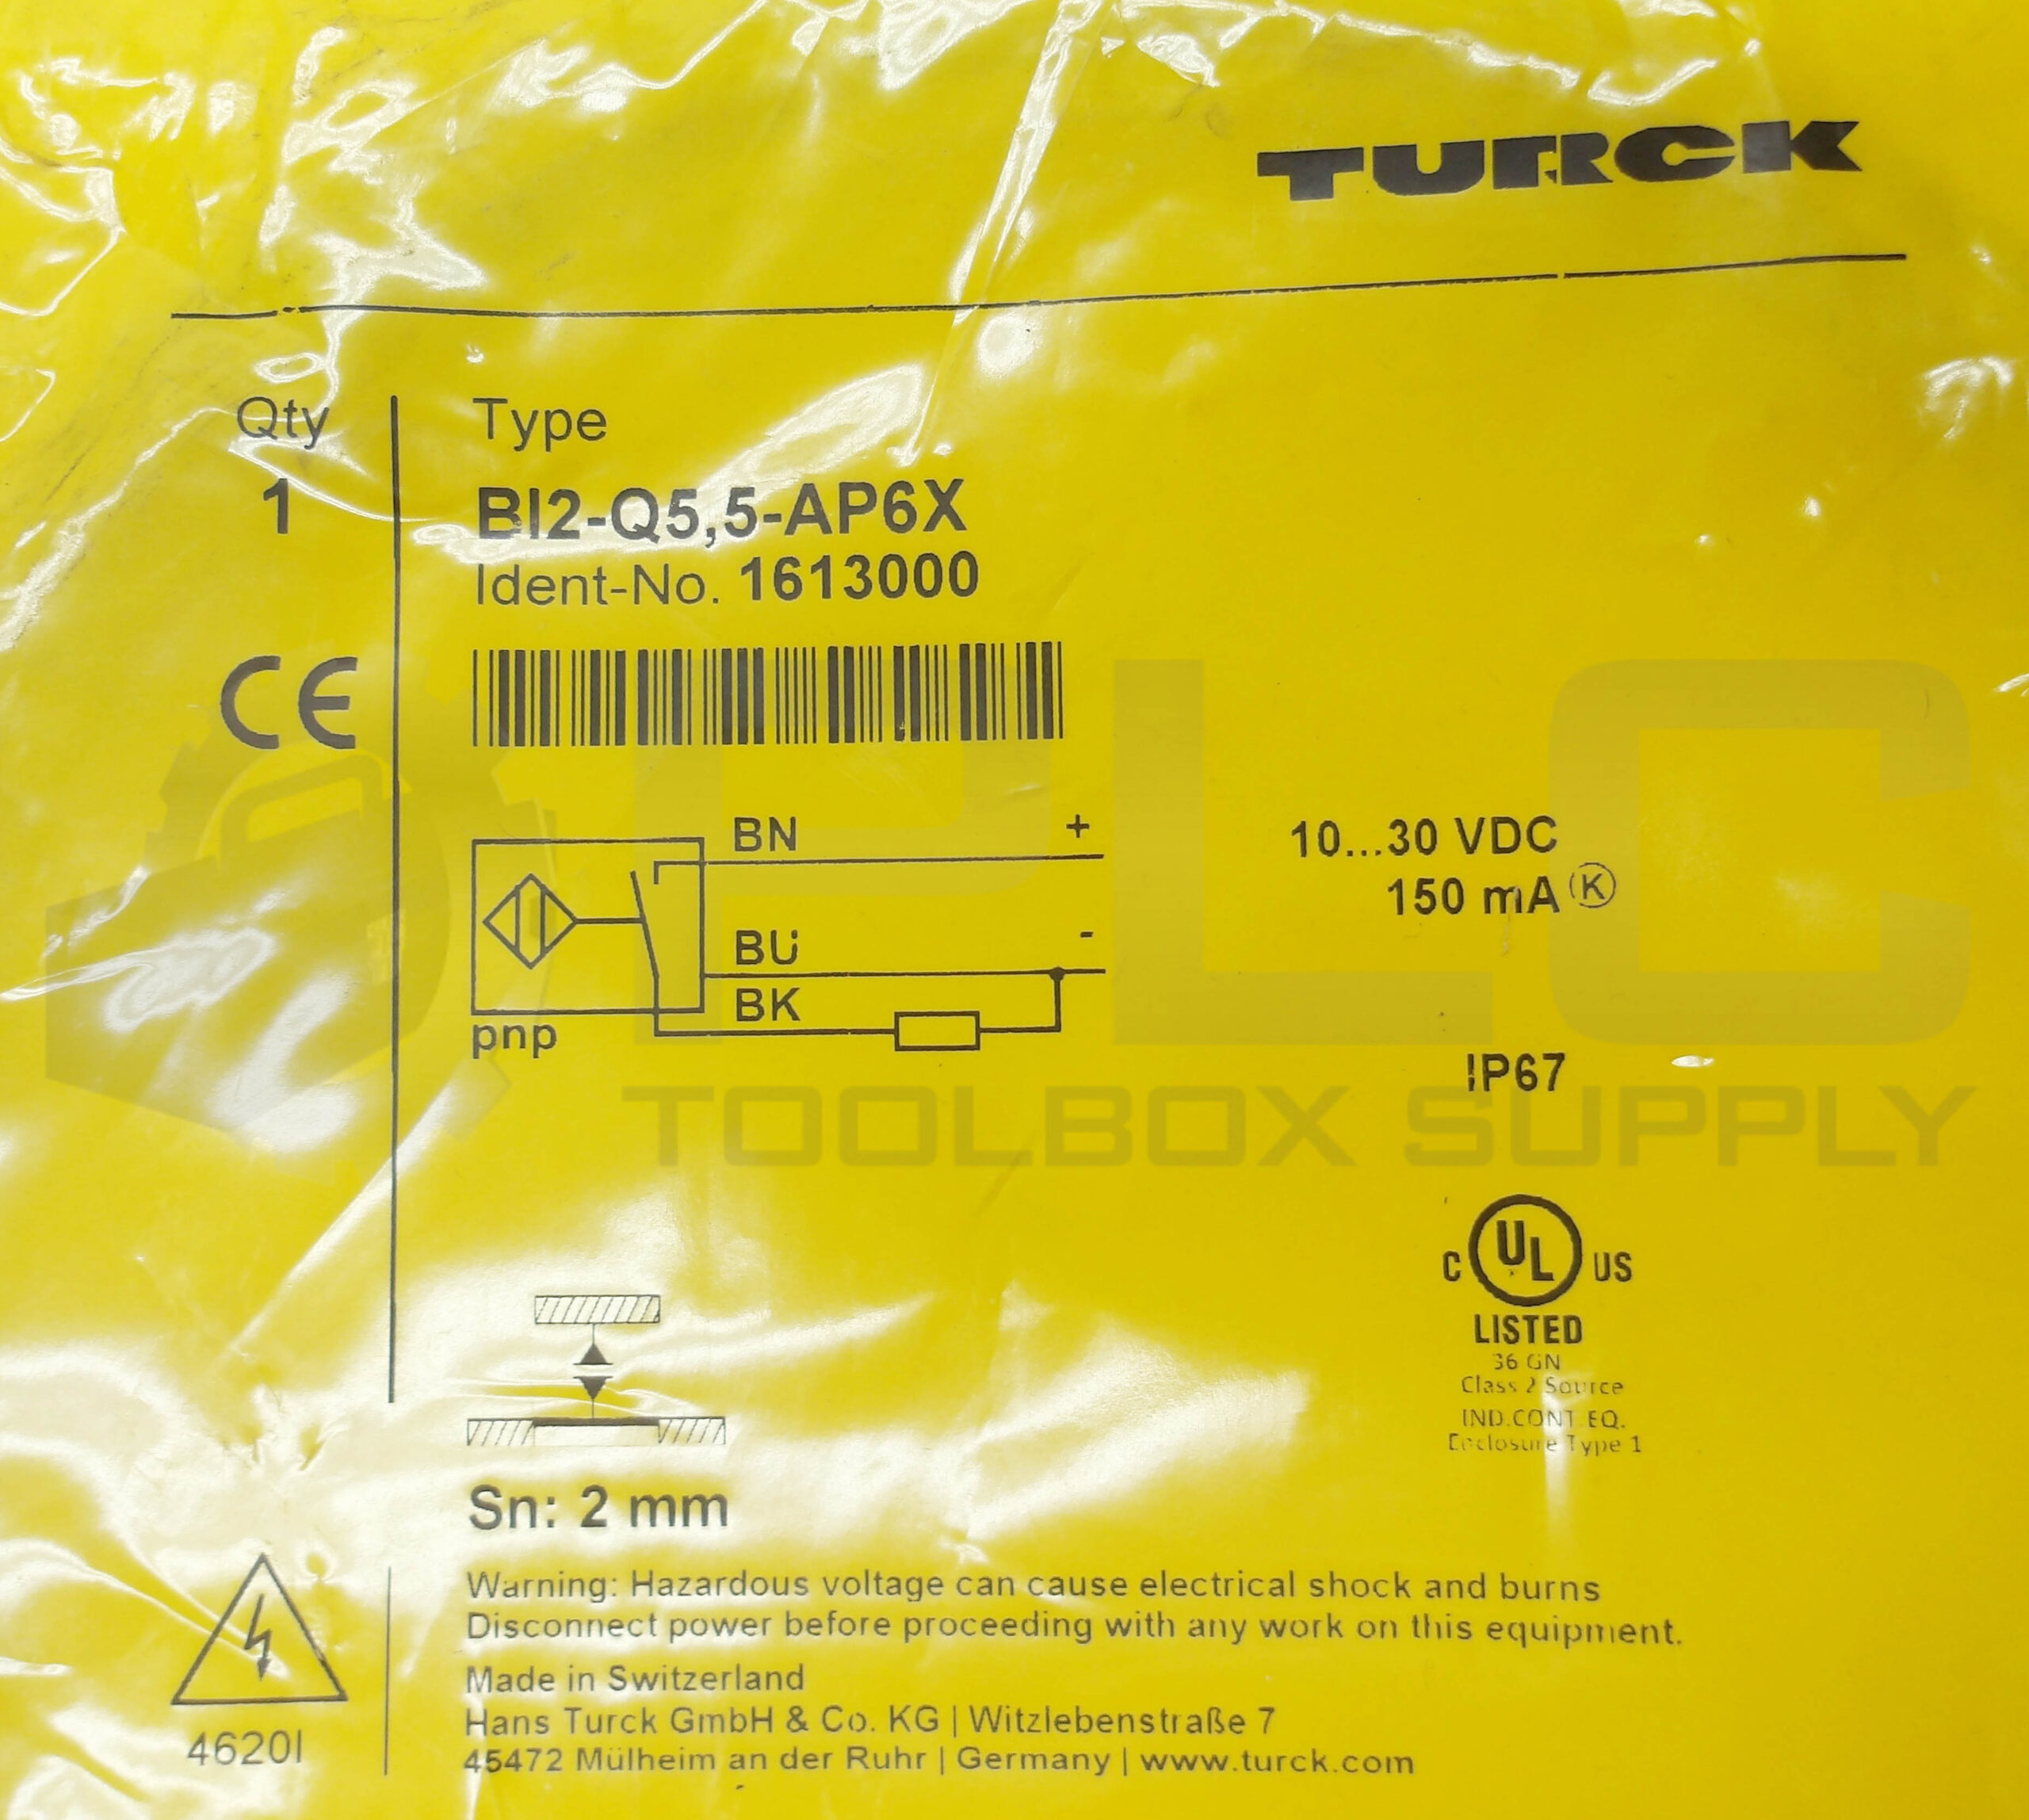 TURCK
Qty
Type
1
BI2-Q5,5-AP6X
Ident-No. 1613000
CE
BN +
10...30 VDC
150 mA K
BU -
BK
pnp
IP67
PLC
TOOLBOX SUPPLY
C UL US
LISTED
36 GN
Class 2 Source
IND.CONT EQ.
Enclosure Type 1
Sn: 2 mm
Warning: Hazardous voltage can cause electrical shock and burns
Disconnect power before proceeding with any work on this equipment.
Made in Switzerland
Hans Turck GmbH & Co. KG | Witzlebenstraße 7
45472 Mülheim an der Ruhr | Germany | www.turck.com
4620I